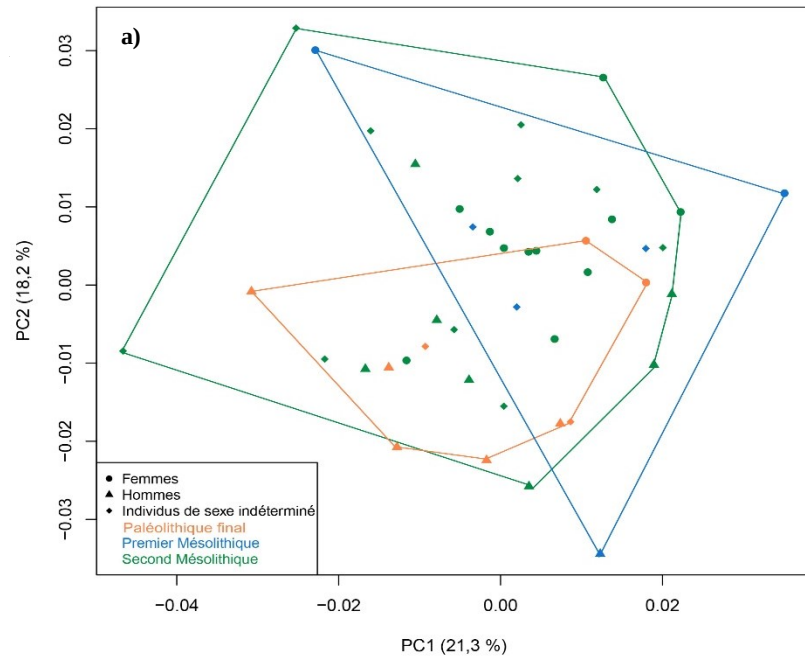 a)
0.03
0.02
0.01
0.00
−0.01
−0.02
−0.03
PC2 (18,2 %)
Femmes
Hommes
Individus de sexe indéterminé
Paléolithique final
Premier Mésolithique
Second Mésolithique
−0.04 −0.02 0.00 0.02
PC1 (21,3 %)